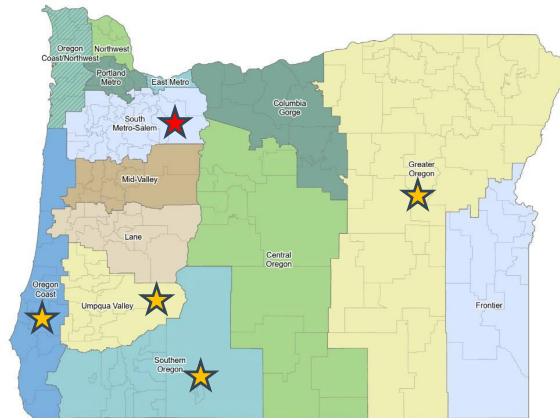 Oregon
Coast/Northwest
Northwest
Portland
Metro
East Metro
South
Metro-Salem
Columbia
Gorge
Mid-Valley
Greater
Oregon
Lane
Central
Oregon
Oregon
Coast
Umpqua Valley
Frontier
Southern
Oregon